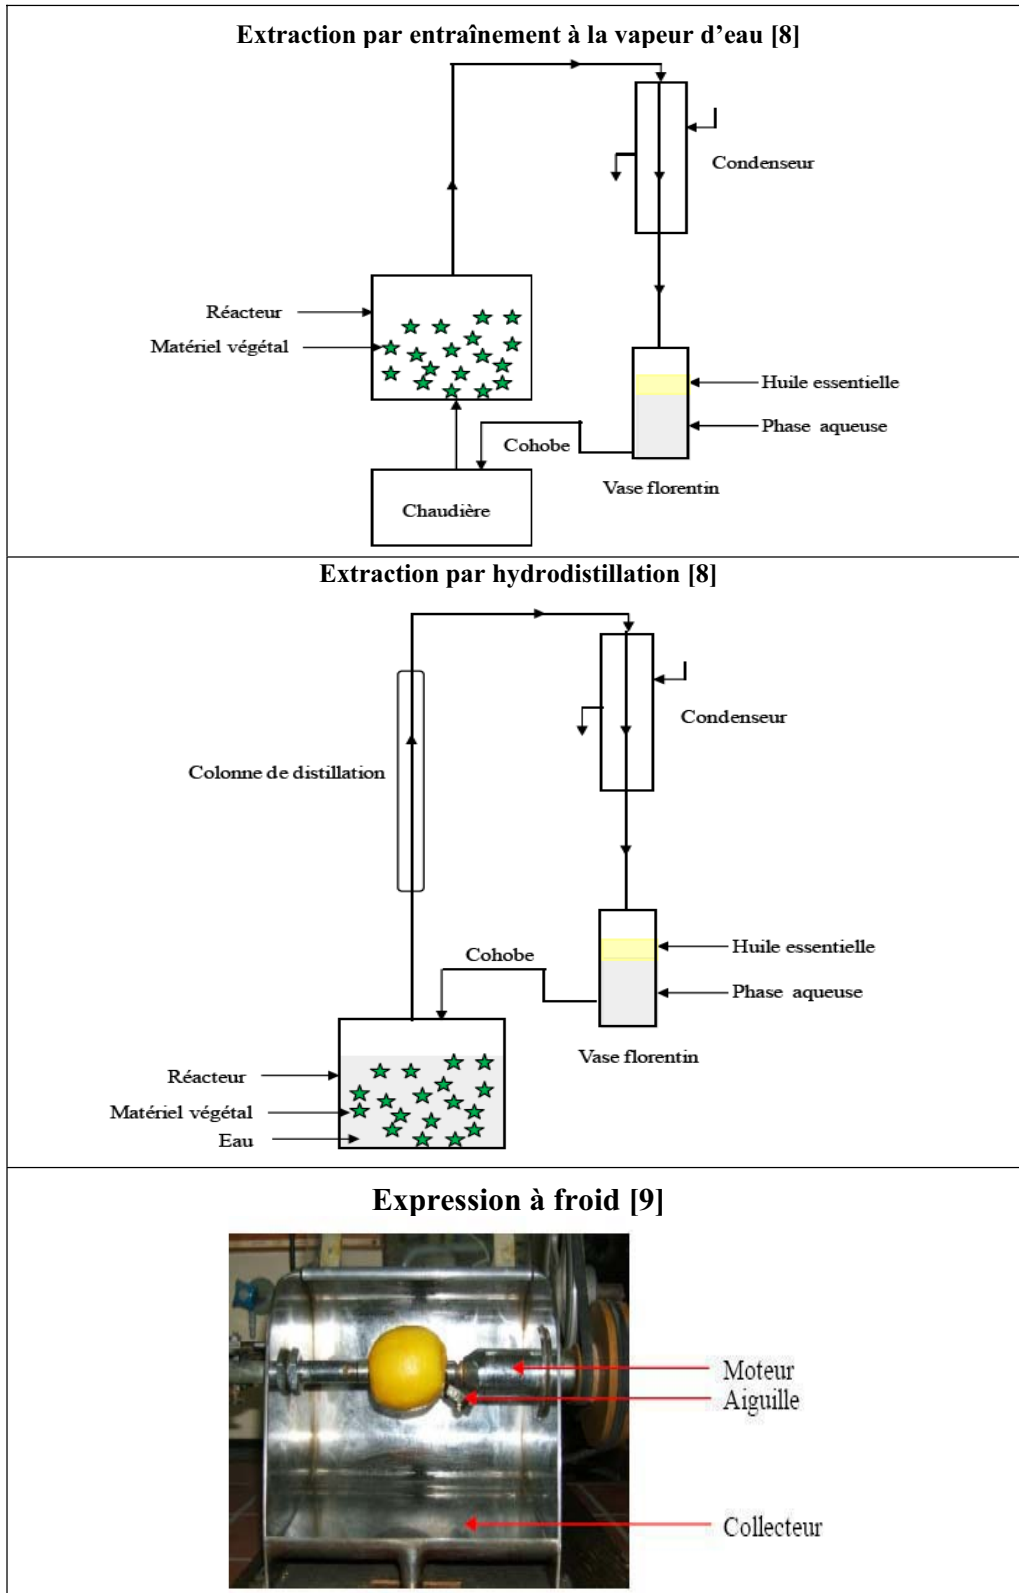 Extraction par entraînement à la vapeur d’eau [8]
Condenseur
Réacteur
Matériel végétal
Huile essentielle
Phase aqueuse
Cohobe
Vase florentin
Chaudière
Extraction par hydrodistillation [8]
Condenseur
Colonne de distillation
Cohobe
Huile essentielle
Phase aqueuse
Vase florentin
Réacteur
Matériel végétal
Eau
Expression à froid [9]
Moteur
Aiguille
Collecteur